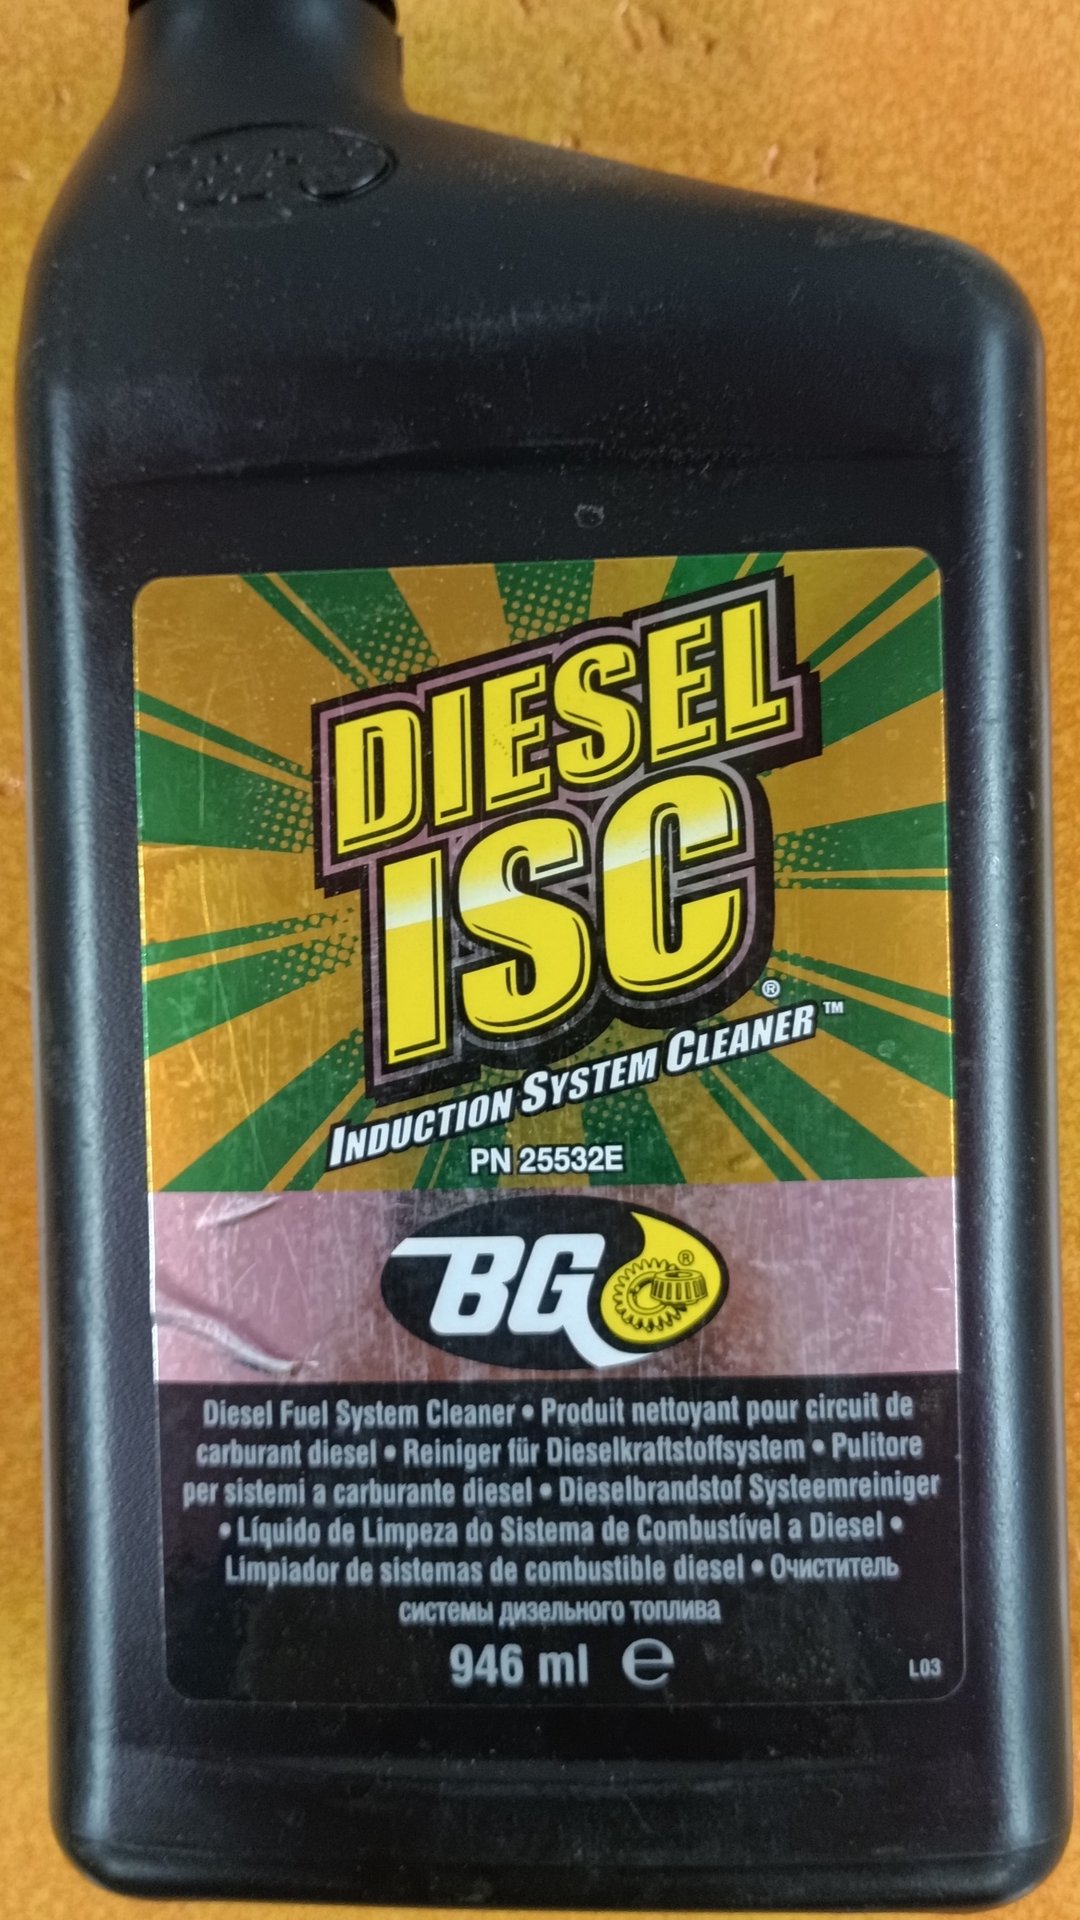 DIESEL
ISC®
INDUCTION SYSTEM CLEANER™
PN 25532E
BG®
Diesel Fuel System Cleaner • Produit nettoyant pour circuit de
carburant diesel • Reiniger für Dieselkraftstoffsystem • Pulitore
per sistemi a carburante diesel • Dieselbrandstof Systeemreiniger
• Líquido de Limpeza do Sistema de Combustível a Diesel •
Limpiador de sistemas de combustible diesel • Очиститель
системы дизельного топлива
946 ml ℮
L03